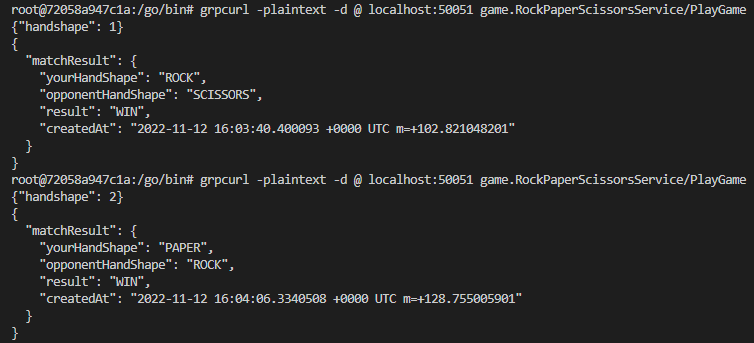 root@72058a947c1a:/go/bin# grpcurl -plaintext -d @ localhost:50051 game.RockPaperScissorsService/PlayGame
{"handshape": 1}
{
  "matchResult": {
    "yourHandShape": "ROCK",
    "opponentHandShape": "SCISSORS",
    "result": "WIN",
    "createdAt": "2022-11-12 16:03:40.400093 +0000 UTC m=+102.821048201"
  }
}
root@72058a947c1a:/go/bin# grpcurl -plaintext -d @ localhost:50051 game.RockPaperScissorsService/PlayGame
{"handshape": 2}
{
  "matchResult": {
    "yourHandShape": "PAPER",
    "opponentHandShape": "ROCK",
    "result": "WIN",
    "createdAt": "2022-11-12 16:04:06.3340508 +0000 UTC m=+128.755005901"
  }
}